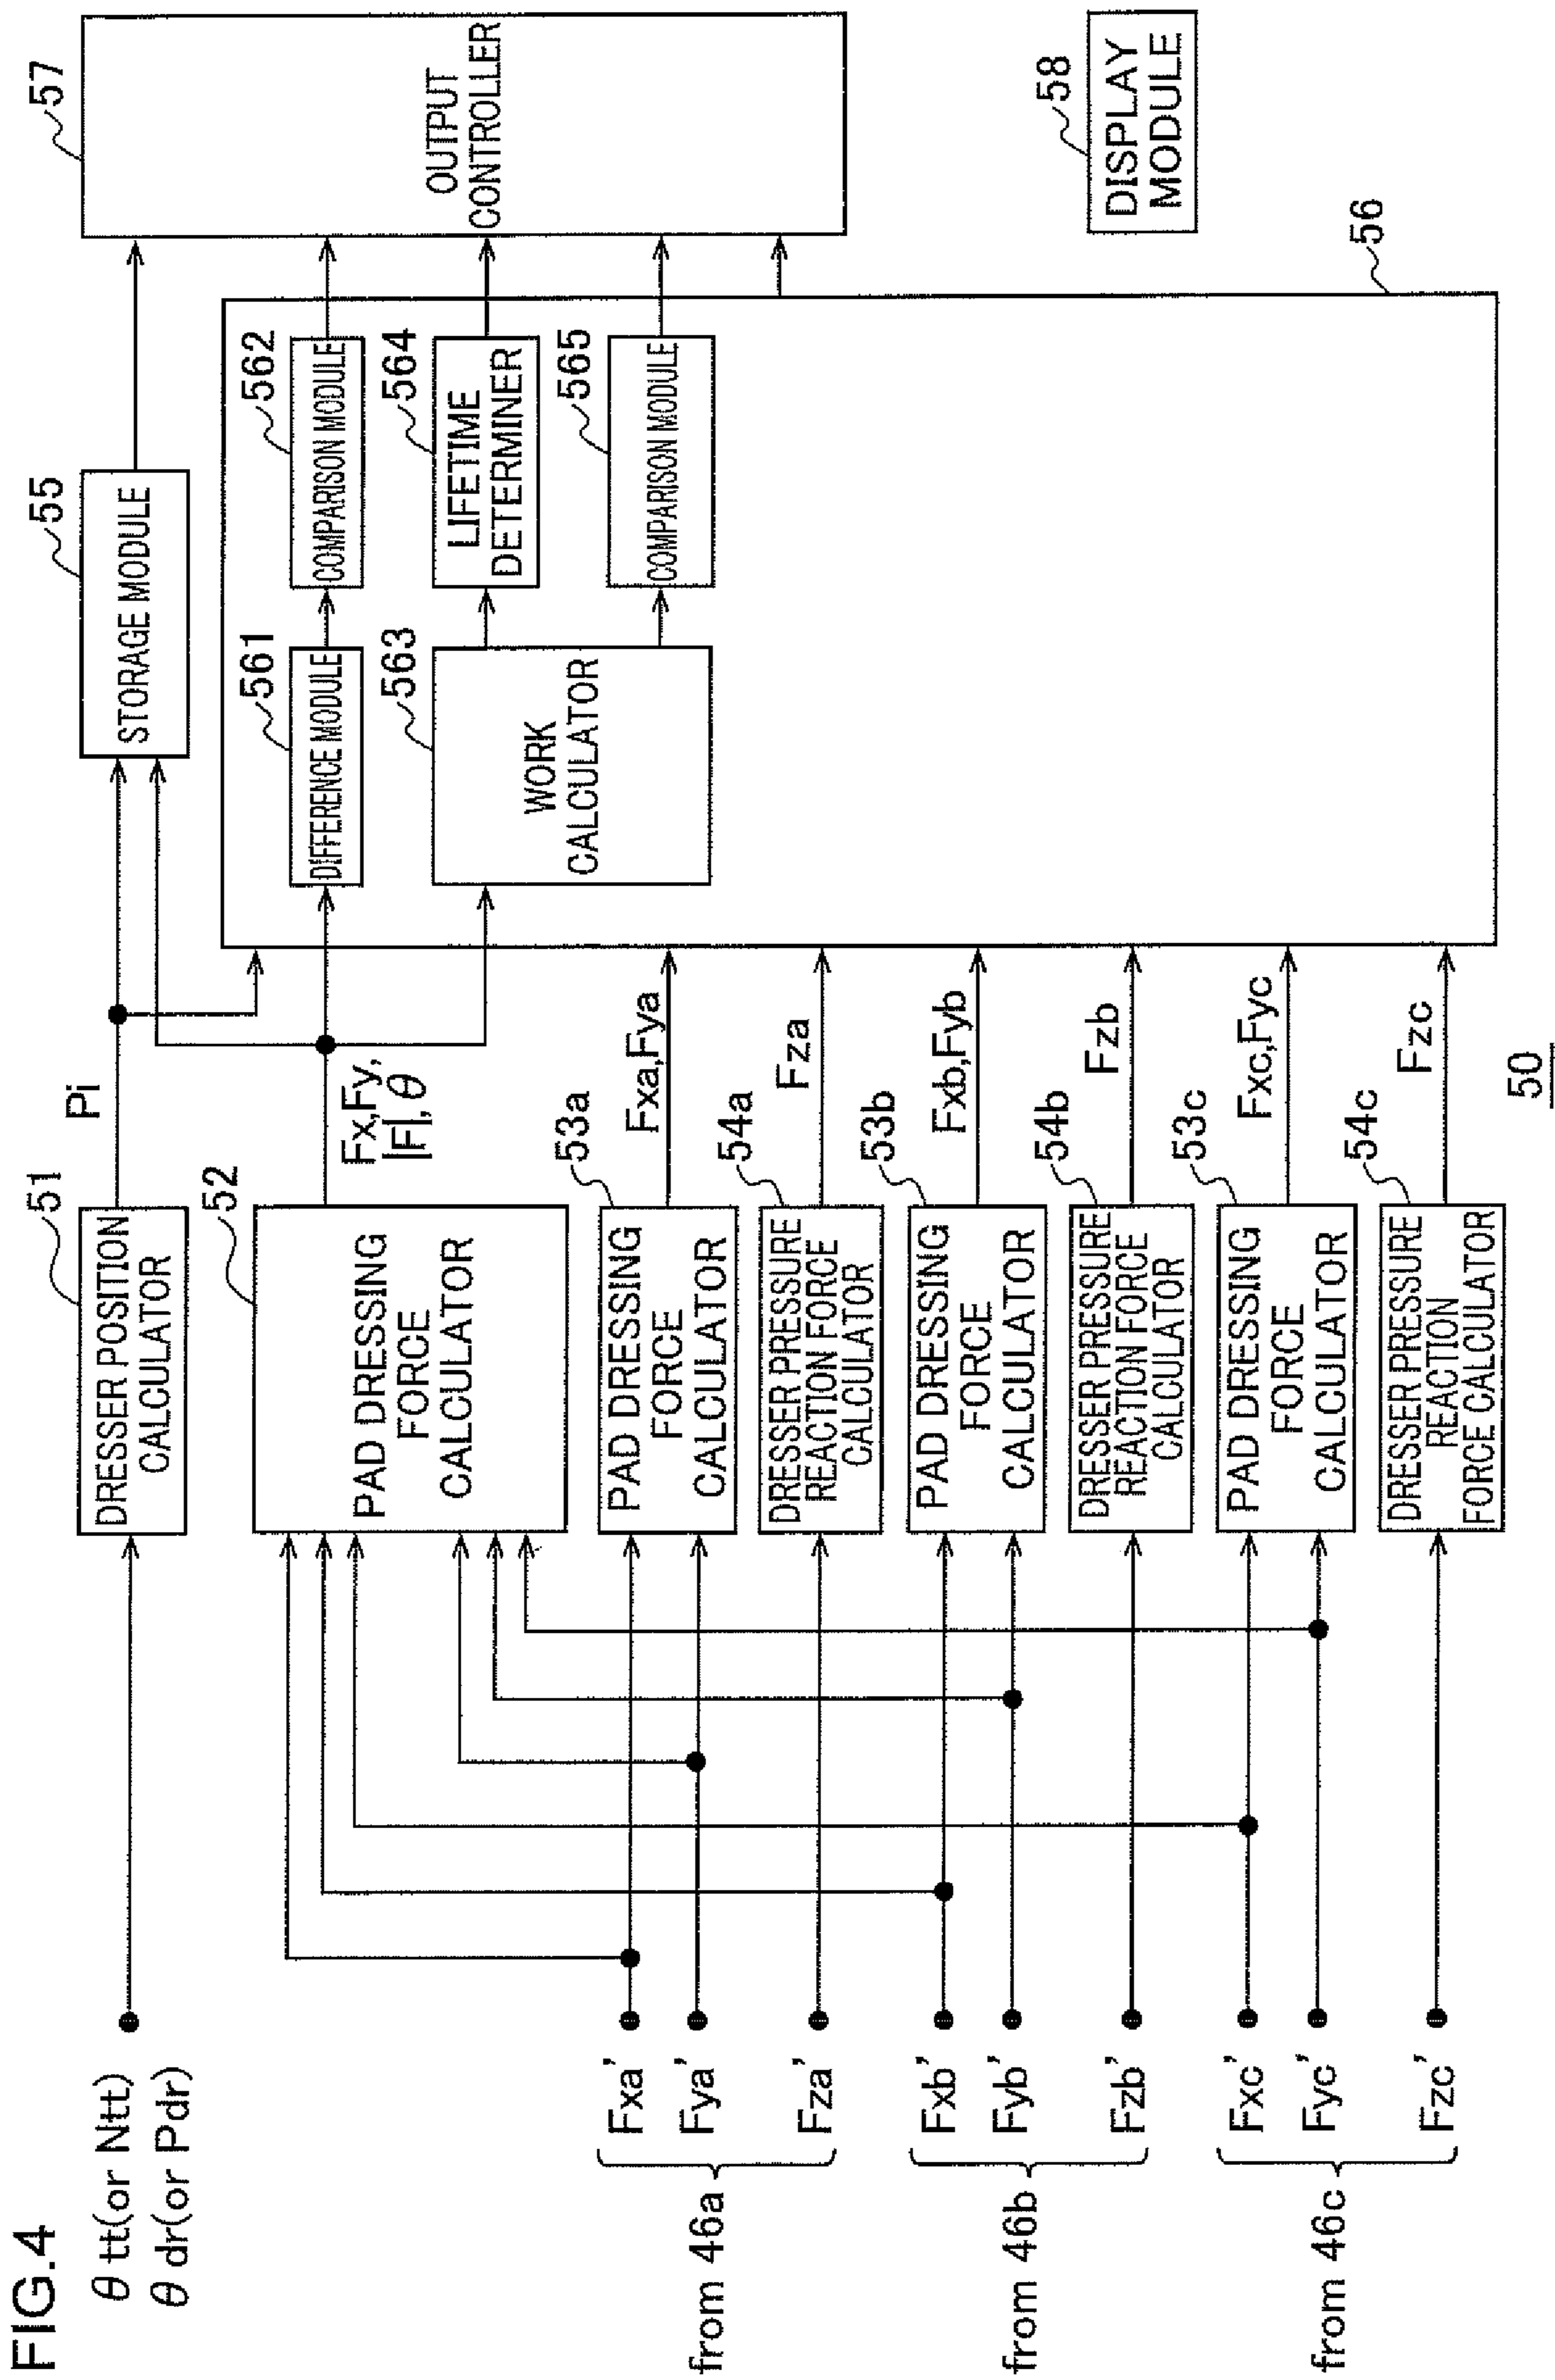 FIG.4
θ tt(or Ntt)
θ dr(or Pdr)
51
DRESSER POSITION
CALCULATOR
Pi
55
STORAGE MODULE
57
OUTPUT
CONTROLLER
52
PAD DRESSING
FORCE
CALCULATOR
Fx,Fy,
|F|,θ
561
DIFFERENCE MODULE
562
COMPARISON MODULE
563
WORK
CALCULATOR
564
LIFETIME
DETERMINER
565
COMPARISON MODULE
from 46a
Fxa'
Fya'
Fza'
53a
PAD DRESSING
FORCE
CALCULATOR
Fxa,Fya
54a
DRESSER PRESSURE
REACTION FORCE
CALCULATOR
Fza
from 46b
Fxb'
Fyb'
Fzb'
53b
PAD DRESSING
FORCE
CALCULATOR
Fxb,Fyb
54b
DRESSER PRESSURE
REACTION FORCE
CALCULATOR
Fzb
from 46c
Fxc'
Fyc'
Fzc'
53c
PAD DRESSING
FORCE
CALCULATOR
Fxc,Fyc
54c
DRESSER PRESSURE
REACTION
FORCE CALCULATOR
Fzc
56
58
DISPLAY
MODULE
50